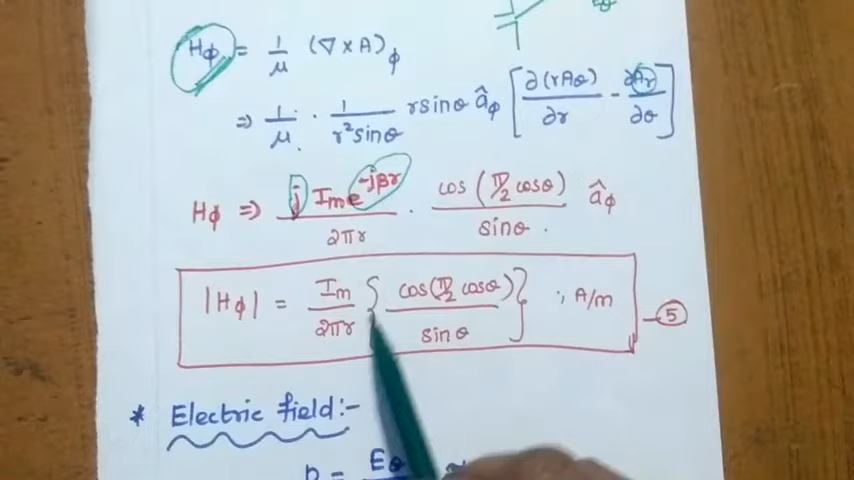 Hϕ = 1/μ (∇×A)ϕ
⇒ 1/μ . 1/r²sinθ rsinθ âϕ [∂(rAθ)/∂r - ∂Ar/∂θ]
Hϕ ⇒ j Im e^-jβr/2πr . cos(π/2 cosθ)/sinθ . âϕ
|Hϕ| = Im/2πr {cos(π/2 cosθ)/sinθ} ; A/m —⑤
* Electric field:-
Eθ